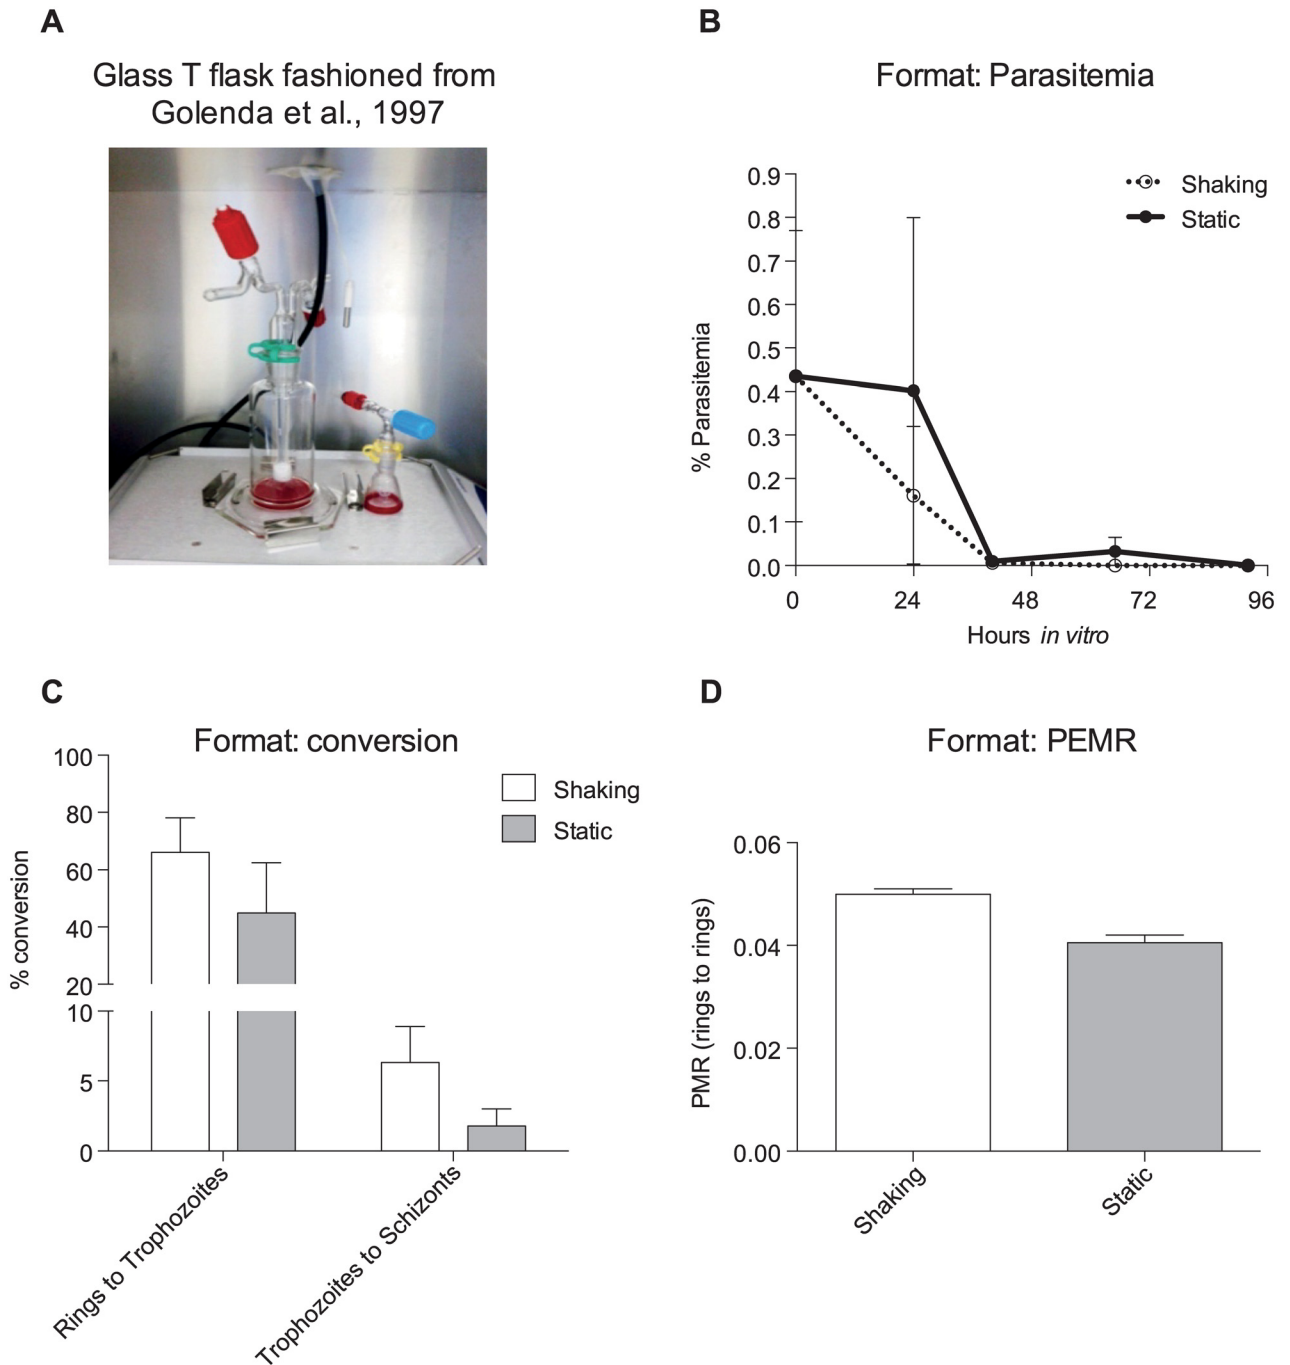 A
Glass T flask fashioned from
Golenda et al., 1997
B
Format: Parasitemia
Shaking
Static
% Parasitemia
0.9
0.8
0.7
0.6
0.5
0.4
0.3
0.2
0.1
0.0
0 24 48 72 96
Hours in vitro
C
Format: conversion
Shaking
Static
% conversion
100
80
60
40
20
10
5
0
Rings to Trophozoites
Trophozoites to Schizonts
D
Format: PEMR
PMR (rings to rings)
0.06
0.04
0.02
0.00
Shaking
Static